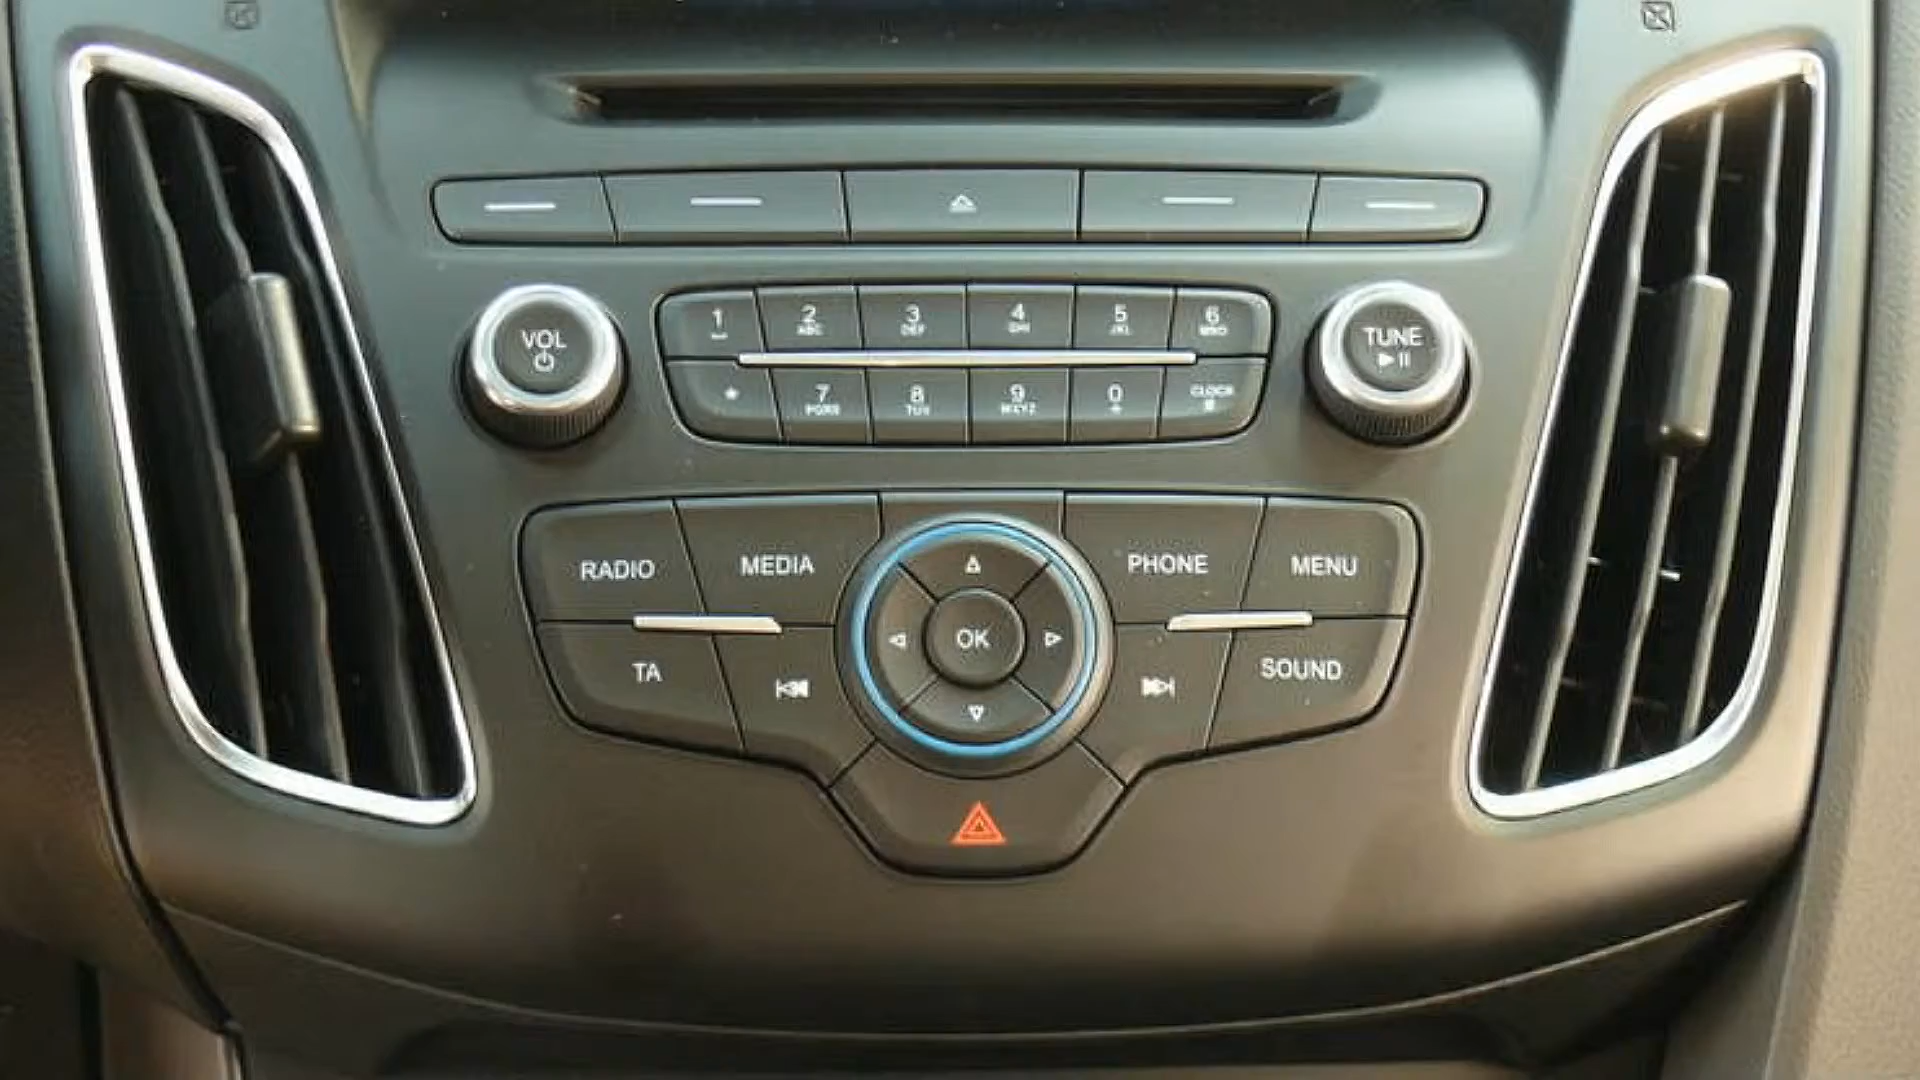 1 2 3 4 5 6
ABC DEF GHI JKL MNO
VOL
TUNE
* 7 8 9 0 CLOCK
PQRS TUV WXYZ +
RADIO MEDIA PHONE MENU
OK
TA SOUND